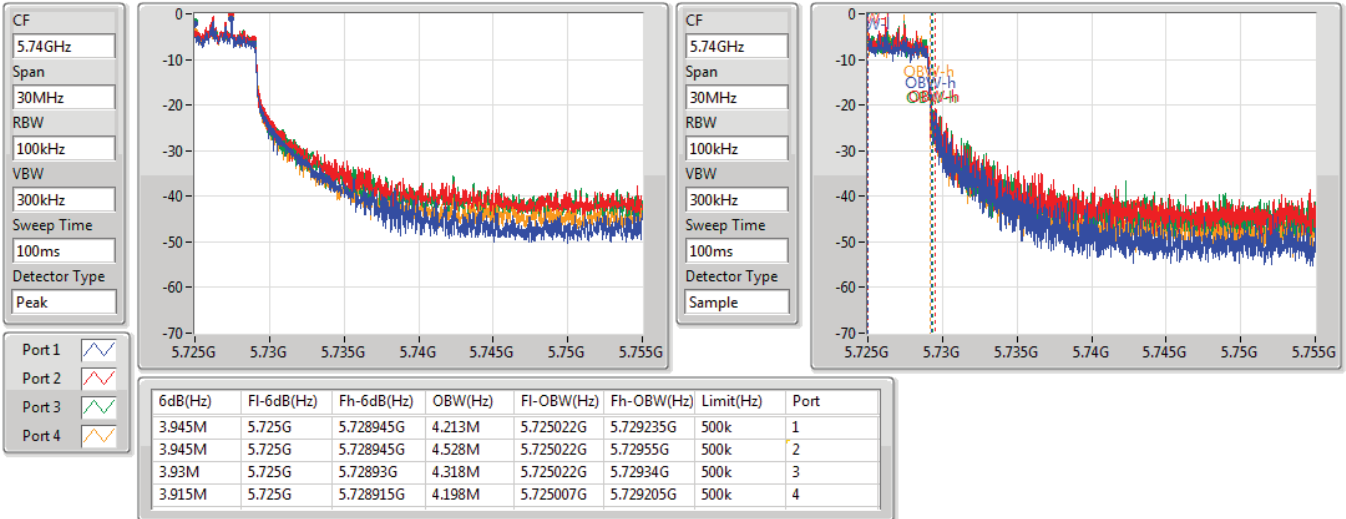 CF
5.74GHz
Span
30MHz
RBW
100kHz
VBW
300kHz
Sweep Time
100ms
Detector Type
Peak
0
-10
-20
-30
-40
-50
-60
-70
5.725G 5.73G 5.735G 5.74G 5.745G 5.75G 5.755G
CF
5.74GHz
Span
30MHz
RBW
100kHz
VBW
300kHz
Sweep Time
100ms
Detector Type
Sample
0
-10
-20
-30
-40
-50
-60
-70
OBW-h
OBW-h
OBW-h
5.725G 5.73G 5.735G 5.74G 5.745G 5.75G 5.755G
Port 1
Port 2
Port 3
Port 4
6dB(Hz) Fl-6dB(Hz) Fh-6dB(Hz) OBW(Hz) Fl-OBW(Hz) Fh-OBW(Hz) Limit(Hz) Port
3.945M 5.725G 5.728945G 4.213M 5.725022G 5.729235G 500k 1
3.945M 5.725G 5.728945G 4.528M 5.725022G 5.72955G 500k 2
3.93M 5.725G 5.72893G 4.318M 5.725022G 5.72934G 500k 3
3.915M 5.725G 5.728915G 4.198M 5.725007G 5.729205G 500k 4